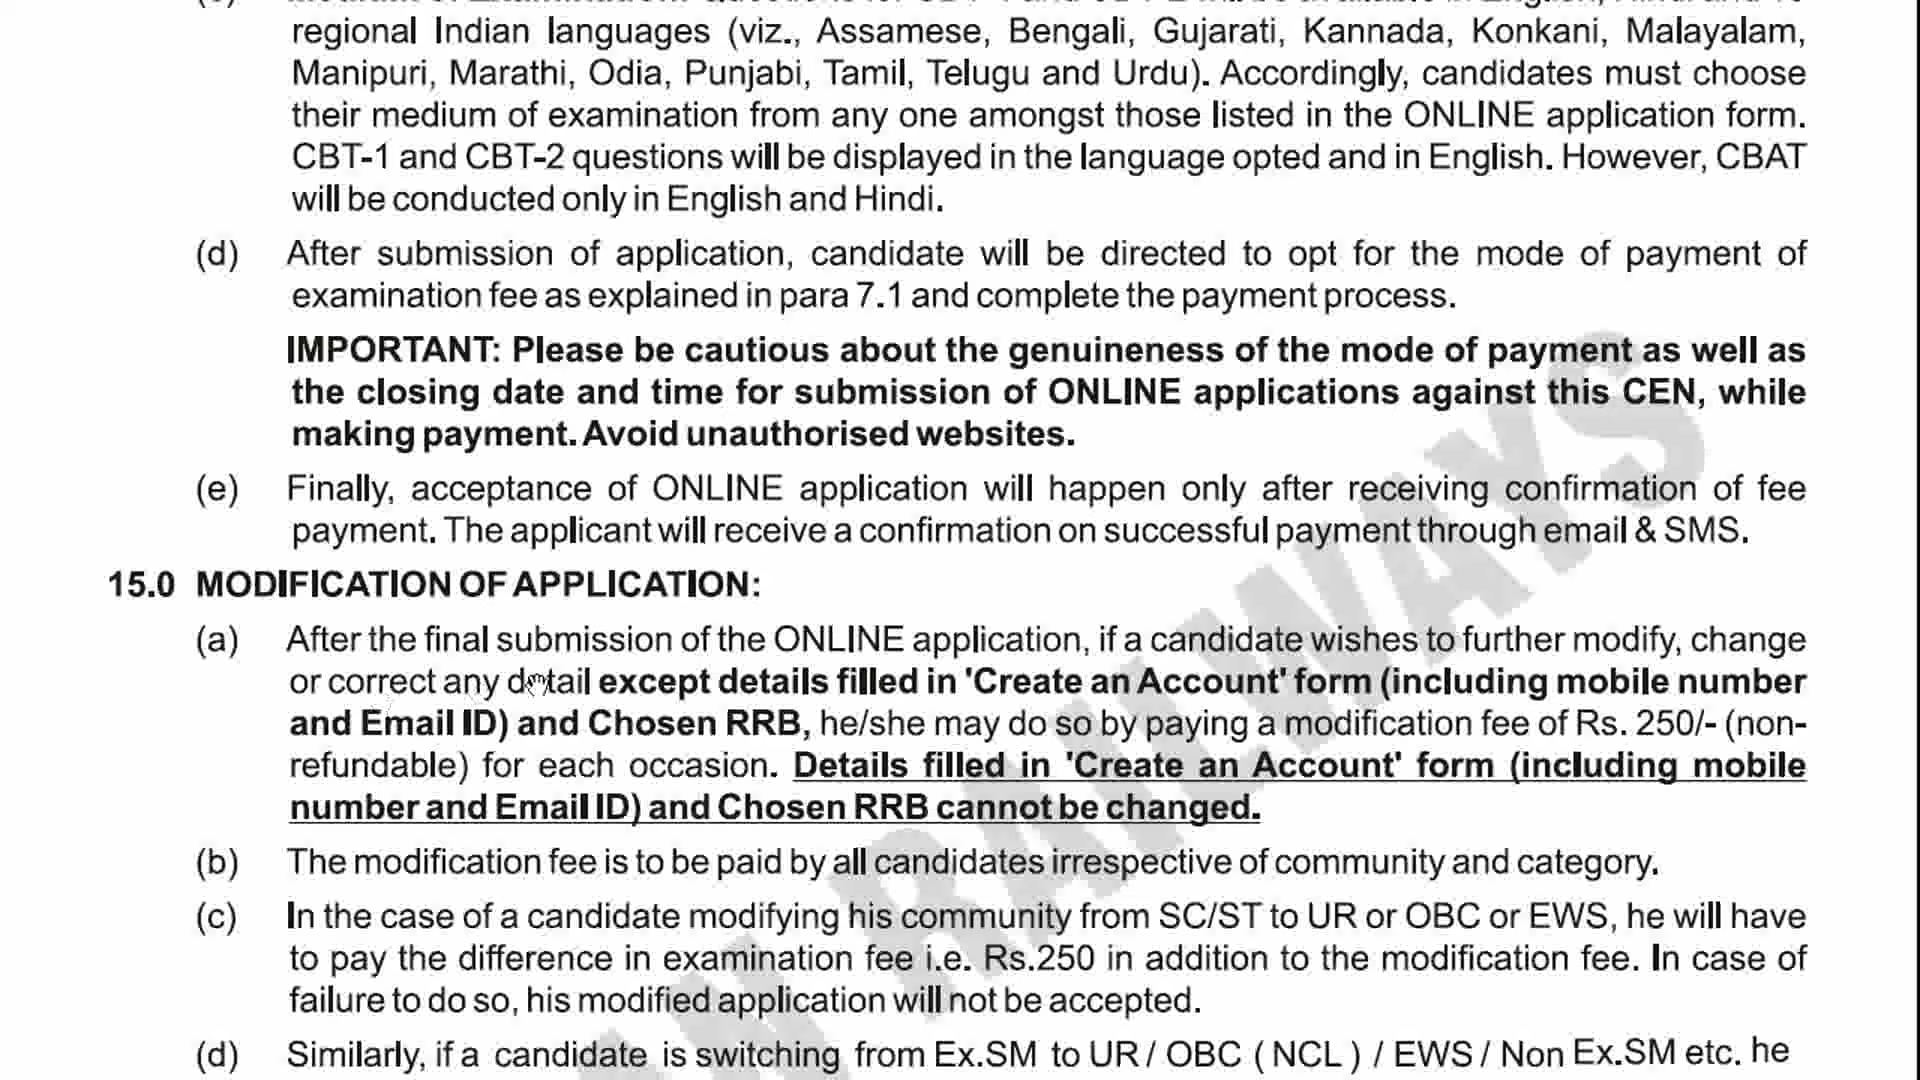 regional Indian languages (viz., Assamese, Bengali, Gujarati, Kannada, Konkani, Malayalam,
Manipuri, Marathi, Odia, Punjabi, Tamil, Telugu and Urdu). Accordingly, candidates must choose
their medium of examination from any one amongst those listed in the ONLINE application form.
CBT-1 and CBT-2 questions will be displayed in the language opted and in English. However, CBAT
will be conducted only in English and Hindi.
(d) After submission of application, candidate will be directed to opt for the mode of payment of
examination fee as explained in para 7.1 and complete the payment process.
IMPORTANT: Please be cautious about the genuineness of the mode of payment as well as
the closing date and time for submission of ONLINE applications against this CEN, while
making payment. Avoid unauthorised websites.
(e) Finally, acceptance of ONLINE application will happen only after receiving confirmation of fee
payment. The applicant will receive a confirmation on successful payment through email & SMS.
15.0 MODIFICATION OF APPLICATION:
(a) After the final submission of the ONLINE application, if a candidate wishes to further modify, change
or correct any detail except details filled in 'Create an Account' form (including mobile number
and Email ID) and Chosen RRB, he/she may do so by paying a modification fee of Rs. 250/- (non-
refundable) for each occasion. Details filled in 'Create an Account' form (including mobile
number and Email ID) and Chosen RRB cannot be changed.
(b) The modification fee is to be paid by all candidates irrespective of community and category.
(c) In the case of a candidate modifying his community from SC/ST to UR or OBC or EWS, he will have
to pay the difference in examination fee i.e. Rs.250 in addition to the modification fee. In case of
failure to do so, his modified application will not be accepted.
(d) Similarly, if a candidate is switching from Ex.SM to UR / OBC ( NCL ) / EWS / Non Ex.SM etc. he
RAILWAYS